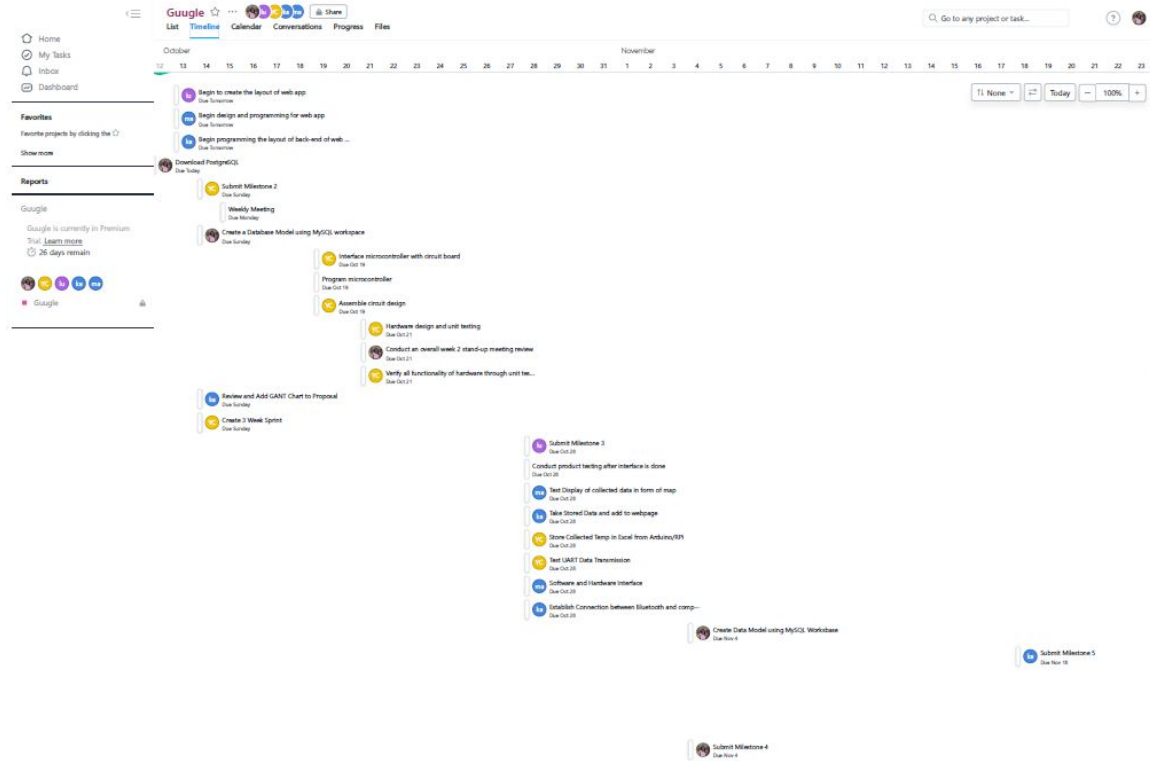 Guugle ... Share
List Timeline Calendar Conversations Progress Files
Go to any project or task...
?
Home
My Tasks
Inbox
Dashboard
Favorites
Favorite projects by clicking the
Show more
Reports
Guugle
Guugle is currently in Premium
Trial. Learn more
26 days remain
YC lu ke me
Guugle
October November
12 13 14 15 16 17 18 19 20 21 22 23 24 25 26 27 28 29 30 31 1 2 3 4 5 6 7 8 9 10 11 12 13 14 15 16 17 18 19 20 21 22 23
None Today − 100% +
Begin to create the layout of web app
Due Tomorrow
Begin design and programming for web app
Due Tomorrow
Begin programming the layout of back-end of web ...
Due Tomorrow
Download PostgreSQL
Due Today
Submit Milestone 2
Due Sunday
Weekly Meeting
Due Monday
Create a Database Model using MySQL workspace
Due Sunday
Interface microcontroller with circuit board
Due Oct 19
Program microcontroller
Due Oct 19
Assemble circuit design
Due Oct 19
Hardware design and unit testing
Due Oct 21
Conduct an overall week 2 stand-up meeting review
Due Oct 21
Verify all functionality of hardware through unit tes...
Due Oct 21
Review and Add GANT Chart to Proposal
Due Sunday
Create 3 Week Sprint
Due Sunday
Submit Milestone 3
Due Oct 28
Conduct product testing after interface is done
Due Oct 28
Test Display of collected data in form of map
Due Oct 28
Take Stored Data and add to webpage
Due Oct 28
Store Collected Temp in Excel from Arduino/RPi
Due Oct 28
Test UART Data Transmission
Due Oct 28
Software and Hardware Interface
Due Oct 28
Establish Connection between Bluetooth and comp...
Due Oct 28
Create Data Model using MySQL Worksbase
Due Nov 4
Submit Milestone 5
Due Nov 18
Submit Milestone 4
Due Nov 4